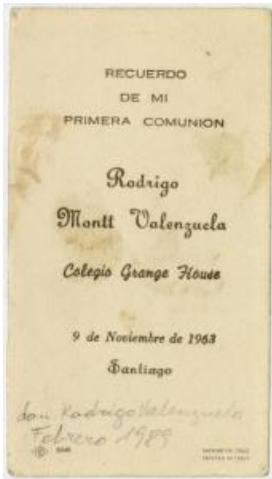 RECUERDO
DE MI
PRIMERA COMUNION
Rodrigo
Montt Valenzuela
Colegio Grange House
9 de Noviembre de 1963
Santiago
don Rodrigo Valenzuela
Febrero 1989